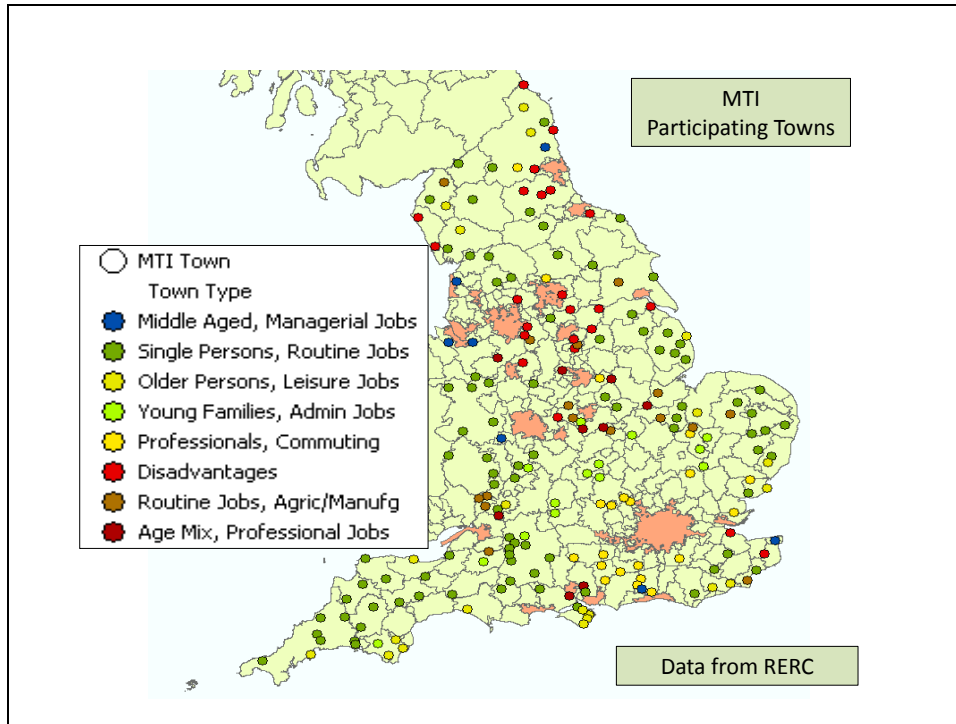 MTI
Participating Towns
MTI Town
Town Type
Middle Aged, Managerial Jobs
Single Persons, Routine Jobs
Older Persons, Leisure Jobs
Young Families, Admin Jobs
Professionals, Commuting
Disadvantages
Routine Jobs, Agric/Manufg
Age Mix, Professional Jobs
Data from RERC